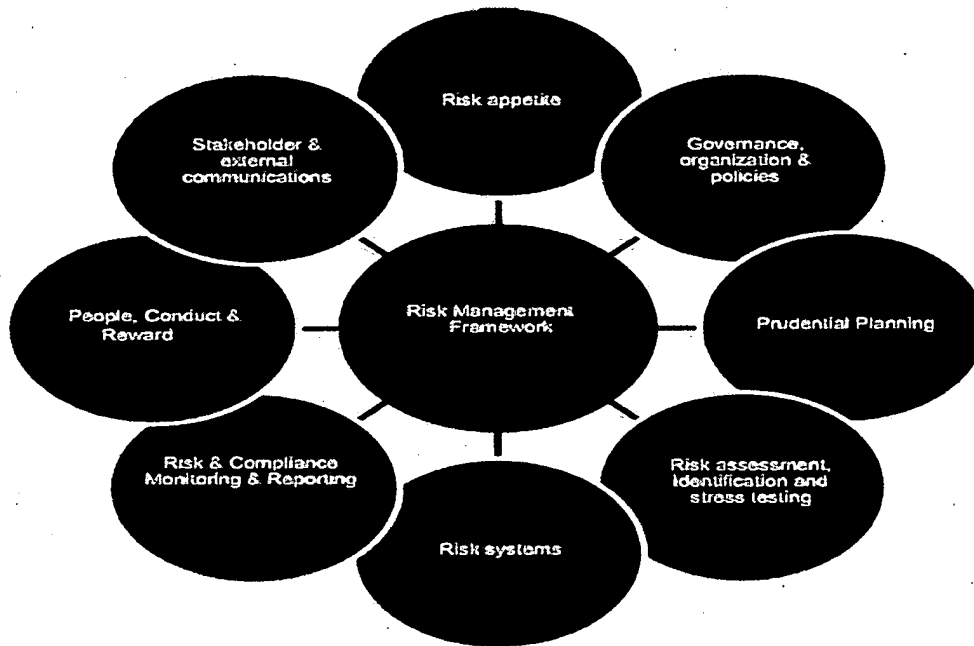 Risk appetite
Governance,
organization &
policies
Prudential Planning
Risk assessment,
Identification and
stress testing
Risk systems
Risk & Compliance
Monitoring & Reporting
People, Conduct &
Reward
Stakeholder &
external
communications
Risk Management
Framework